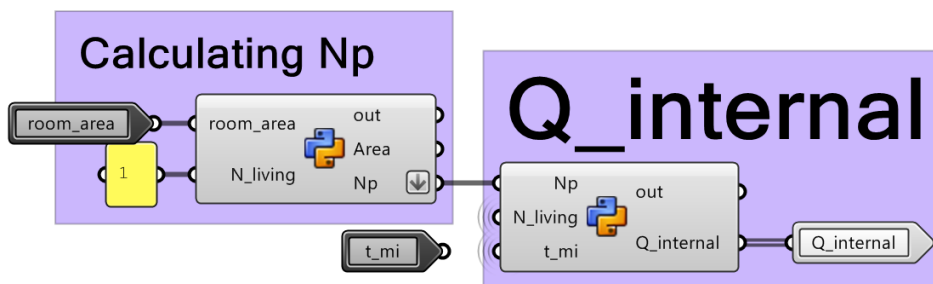 Calculating Np
room_area
1
room_area
N_living
out
Area
Np
Q_internal
Np
N_living
t_mi
out
Q_internal
t_mi
Q_internal